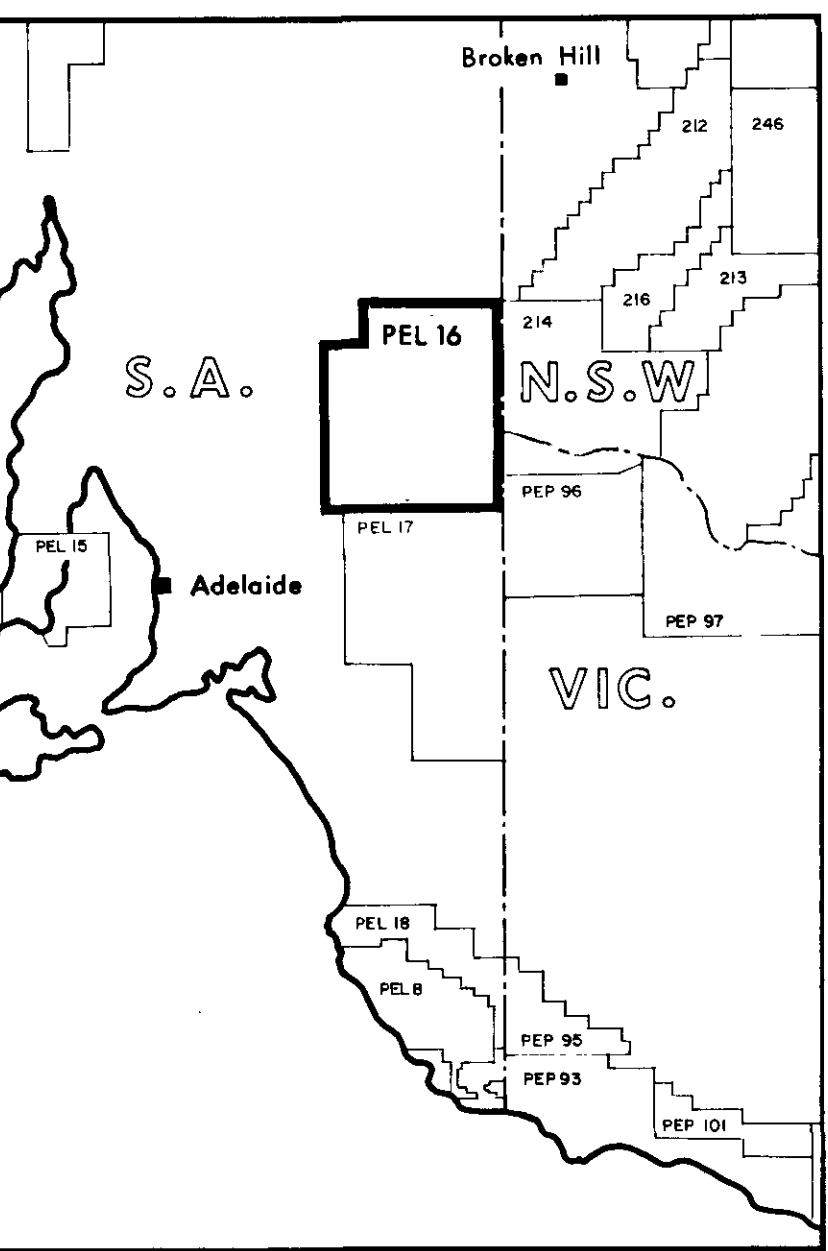 Broken Hill
212
246
213
216
214
PEL 16
S.A.
N.S.W
PEP 96
PEL 17
PEL 15
Adelaide
PEP 97
VIC.
PEL 18
PEL 8
PEP 95
PEP 93
PEP 101